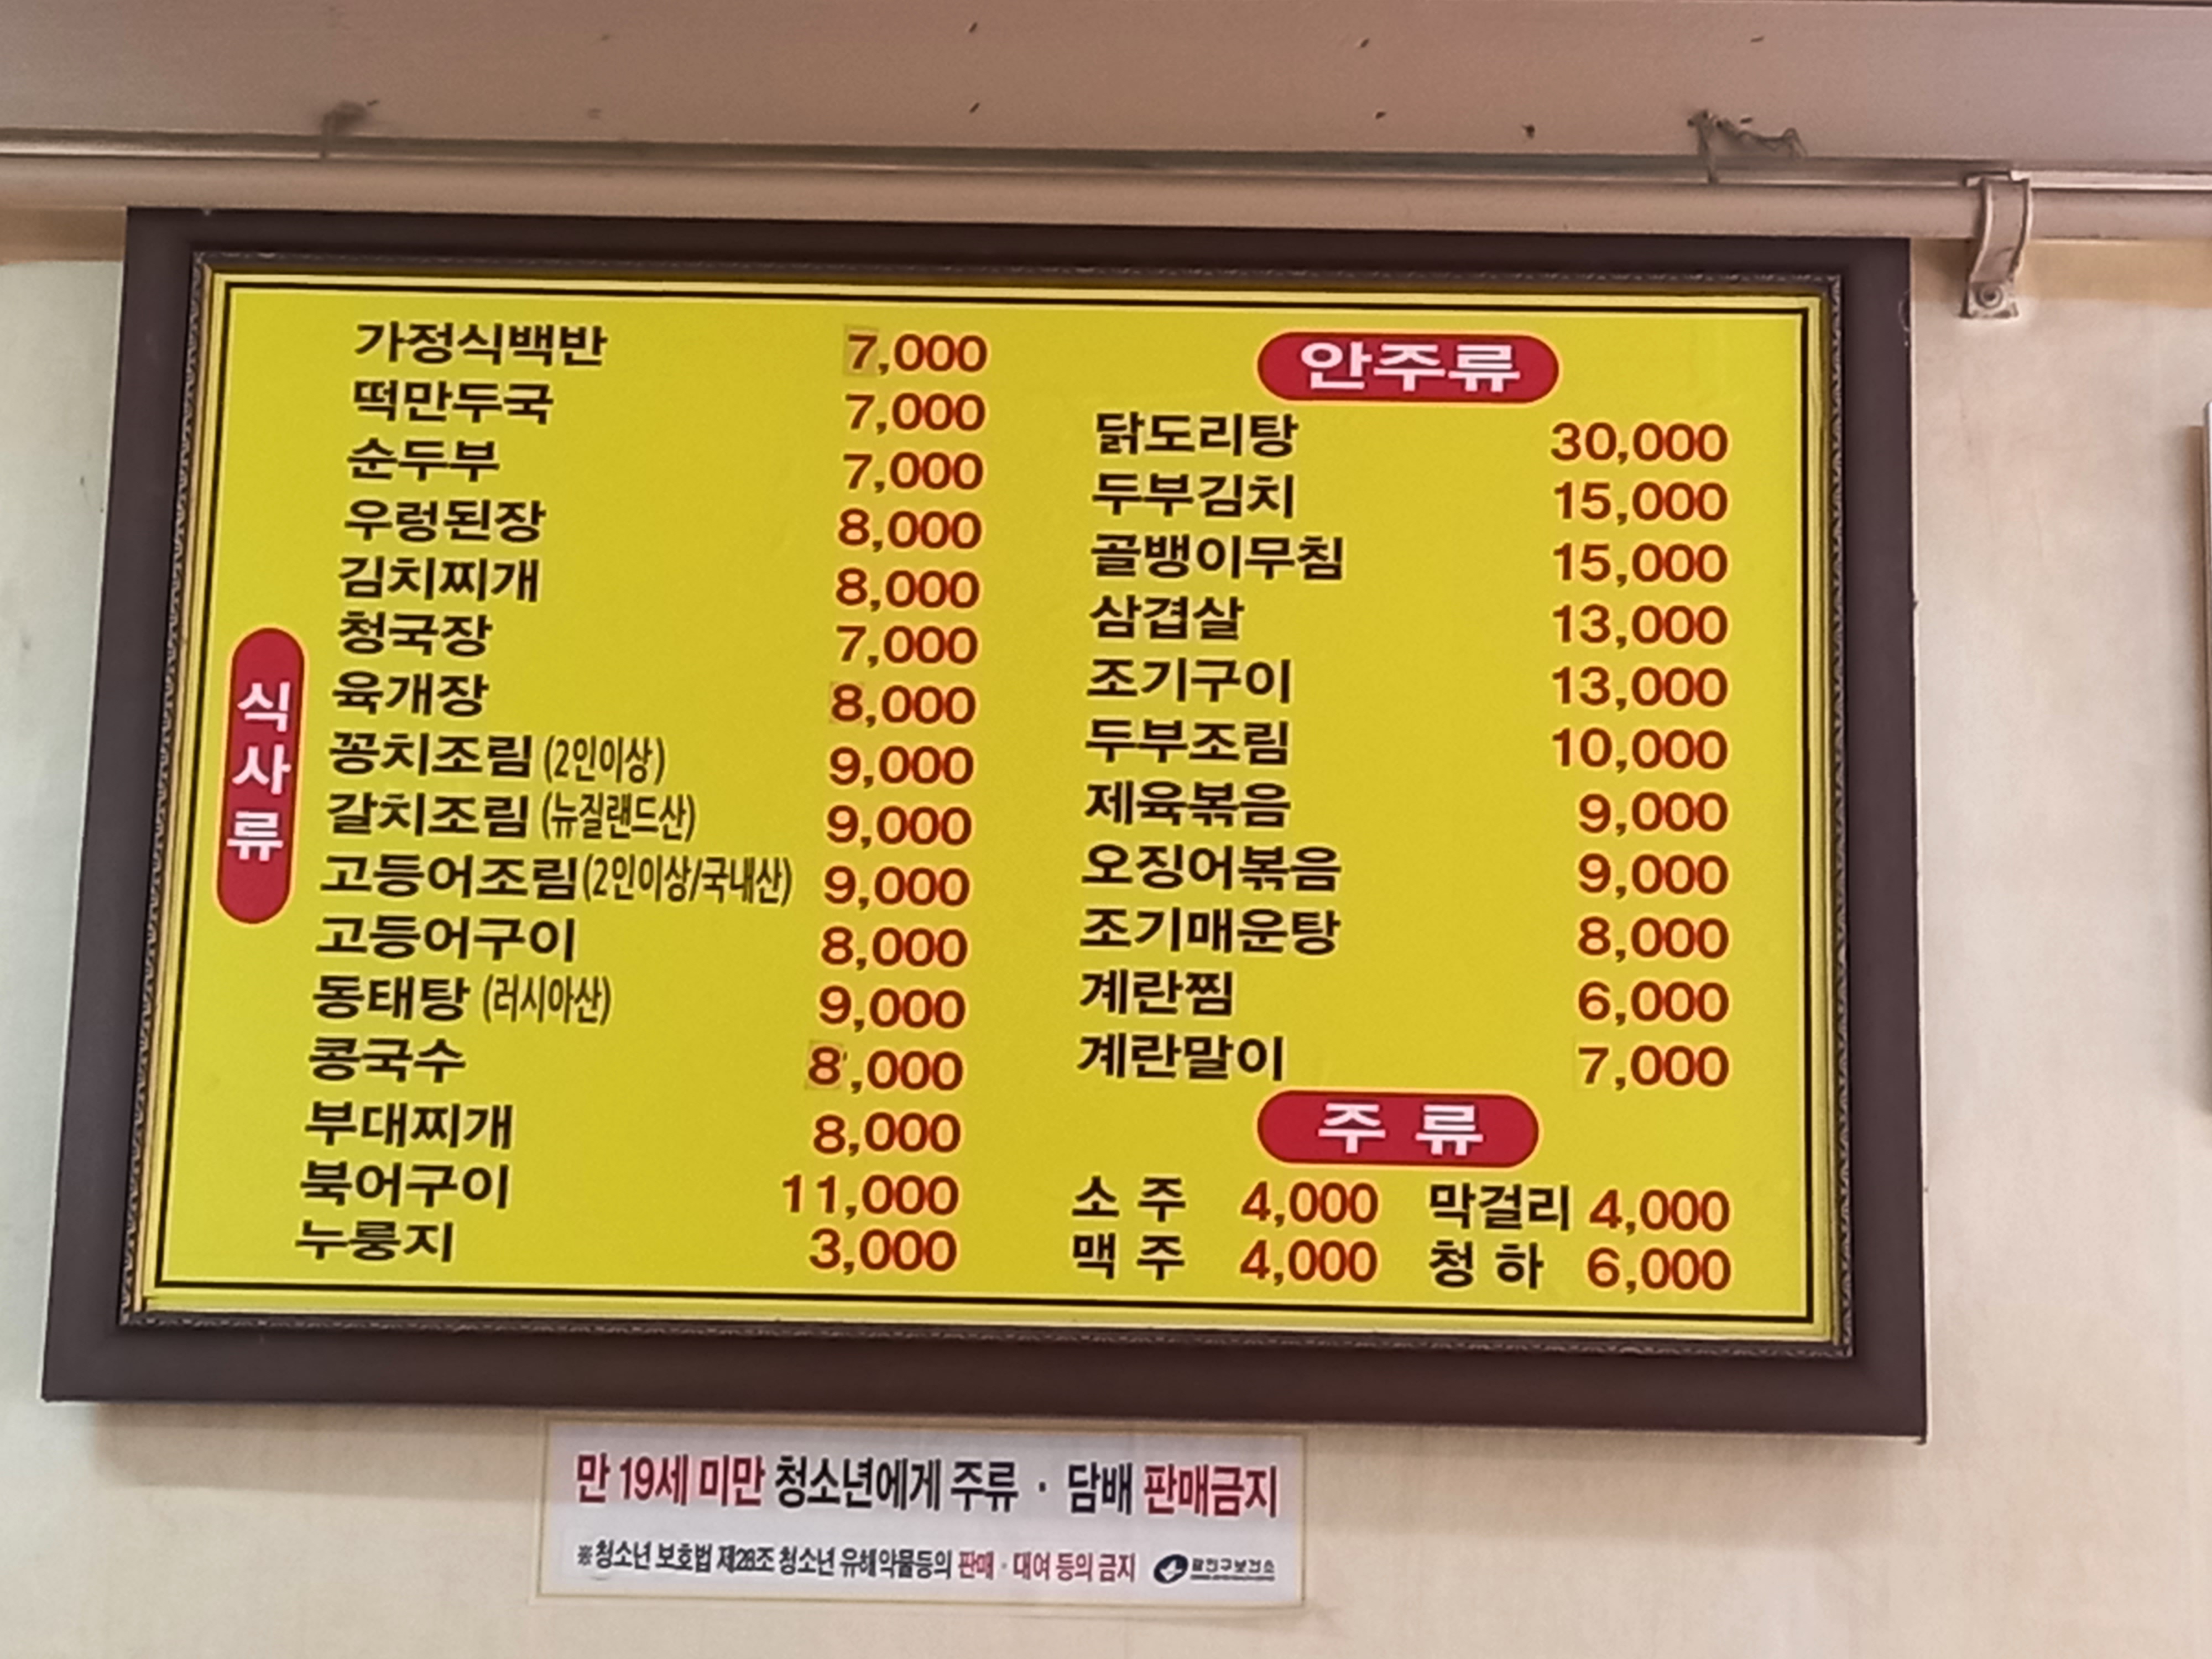 식사류
가정식백반 7,000
떡만두국 7,000
순두부 7,000
우렁된장 8,000
김치찌개 8,000
청국장 7,000
육개장 8,000
꽁치조림 (2인이상) 9,000
갈치조림 (뉴질랜드산) 9,000
고등어조림(2인이상/국내산) 9,000
고등어구이 8,000
동태탕 (러시아산) 9,000
콩국수 8,000
부대찌개 8,000
북어구이 11,000
누룽지 3,000
안주류
닭도리탕 30,000
두부김치 15,000
골뱅이무침 15,000
삼겹살 13,000
조기구이 13,000
두부조림 10,000
제육볶음 9,000
오징어볶음 9,000
조기매운탕 8,000
계란찜 6,000
계란말이 7,000
주 류
소 주 4,000 막걸리 4,000
맥 주 4,000 청 하 6,000
만 19세 미만 청소년에게 주류 · 담배 판매금지
※청소년 보호법 제28조 청소년 유해약물등의 판매 · 대여 등의 금지